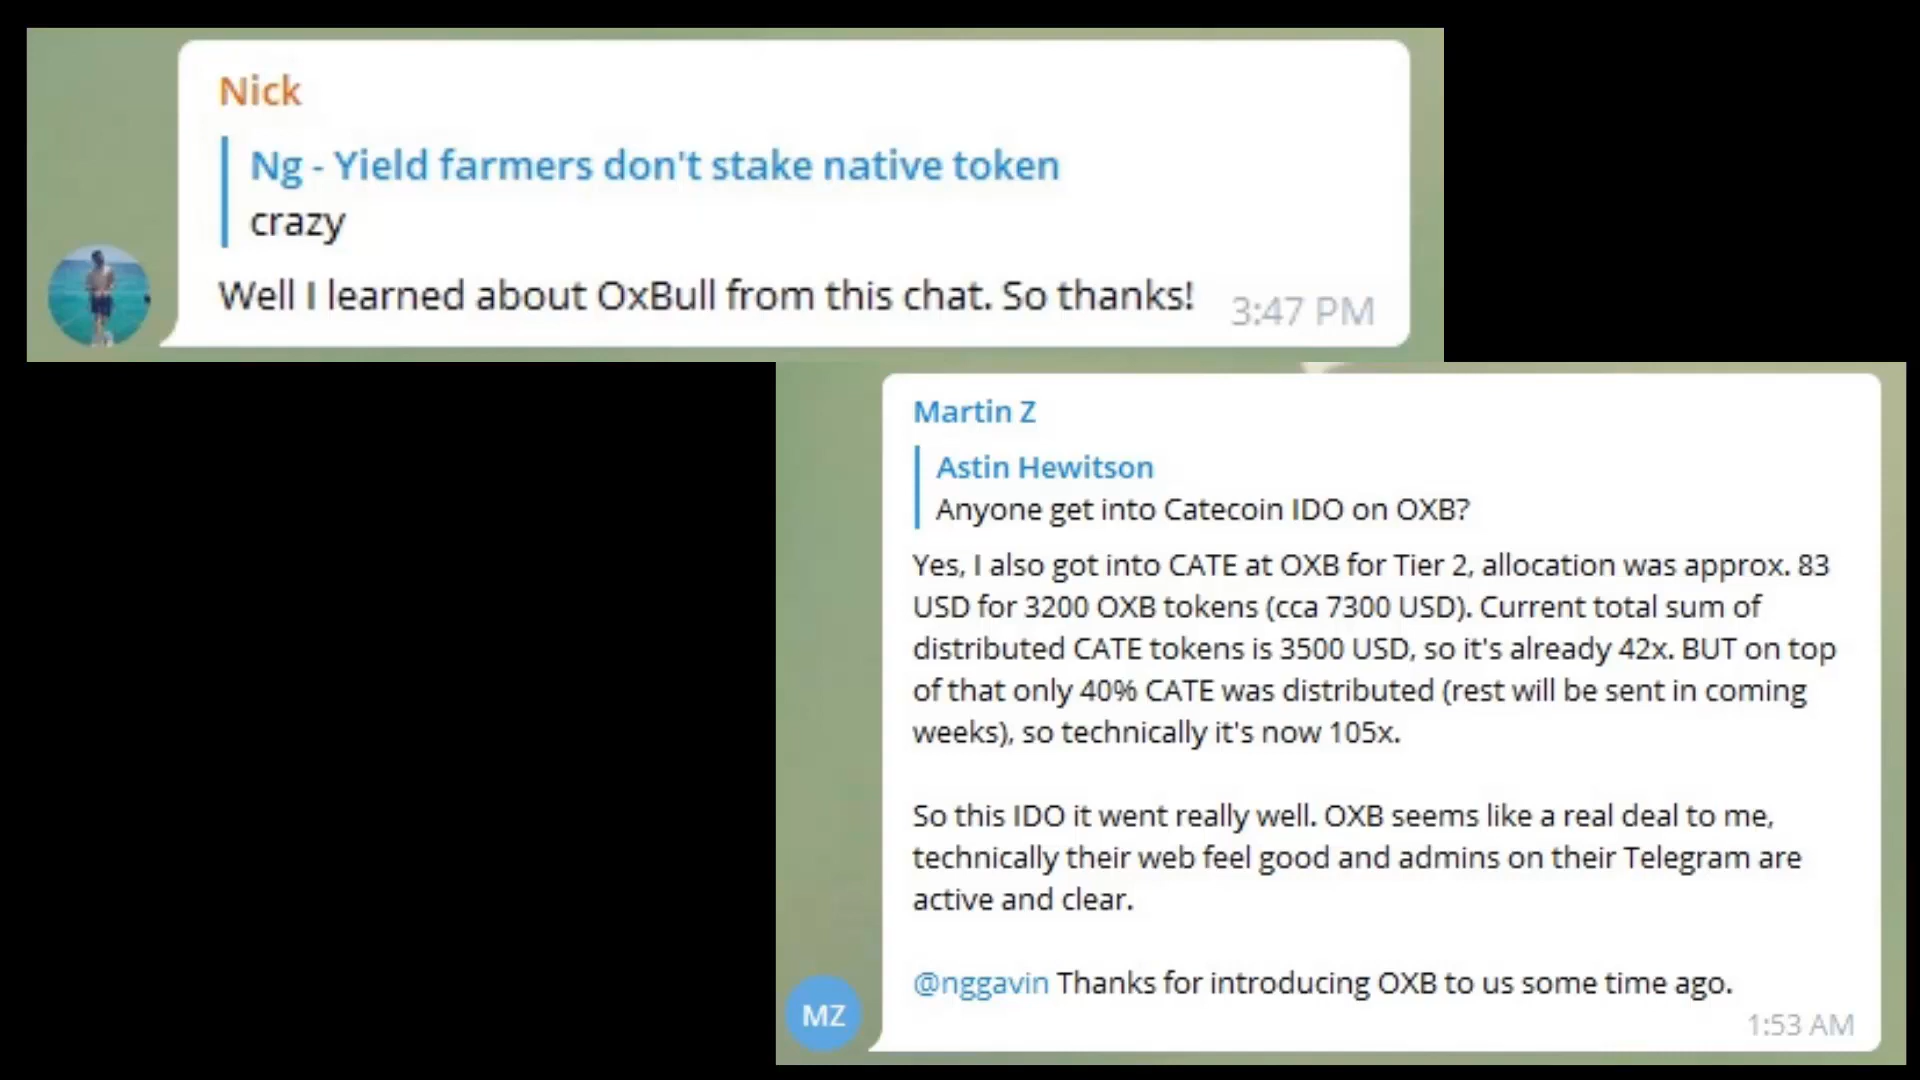 Nick
Ng - Yield farmers don't stake native token
crazy
Well I learned about OxBull from this chat. So thanks!
3:47 PM
Martin Z
Astin Hewitson
Anyone get into Catecoin IDO on OXB?
Yes, I also got into CATE at OXB for Tier 2, allocation was approx. 83
USD for 3200 OXB tokens (cca 7300 USD). Current total sum of
distributed CATE tokens is 3500 USD, so it's already 42x. BUT on top
of that only 40% CATE was distributed (rest will be sent in coming
weeks), so technically it's now 105x.
So this IDO it went really well. OXB seems like a real deal to me,
technically their web feel good and admins on their Telegram are
active and clear.
@nggavin Thanks for introducing OXB to us some time ago.
MZ
1:53 AM